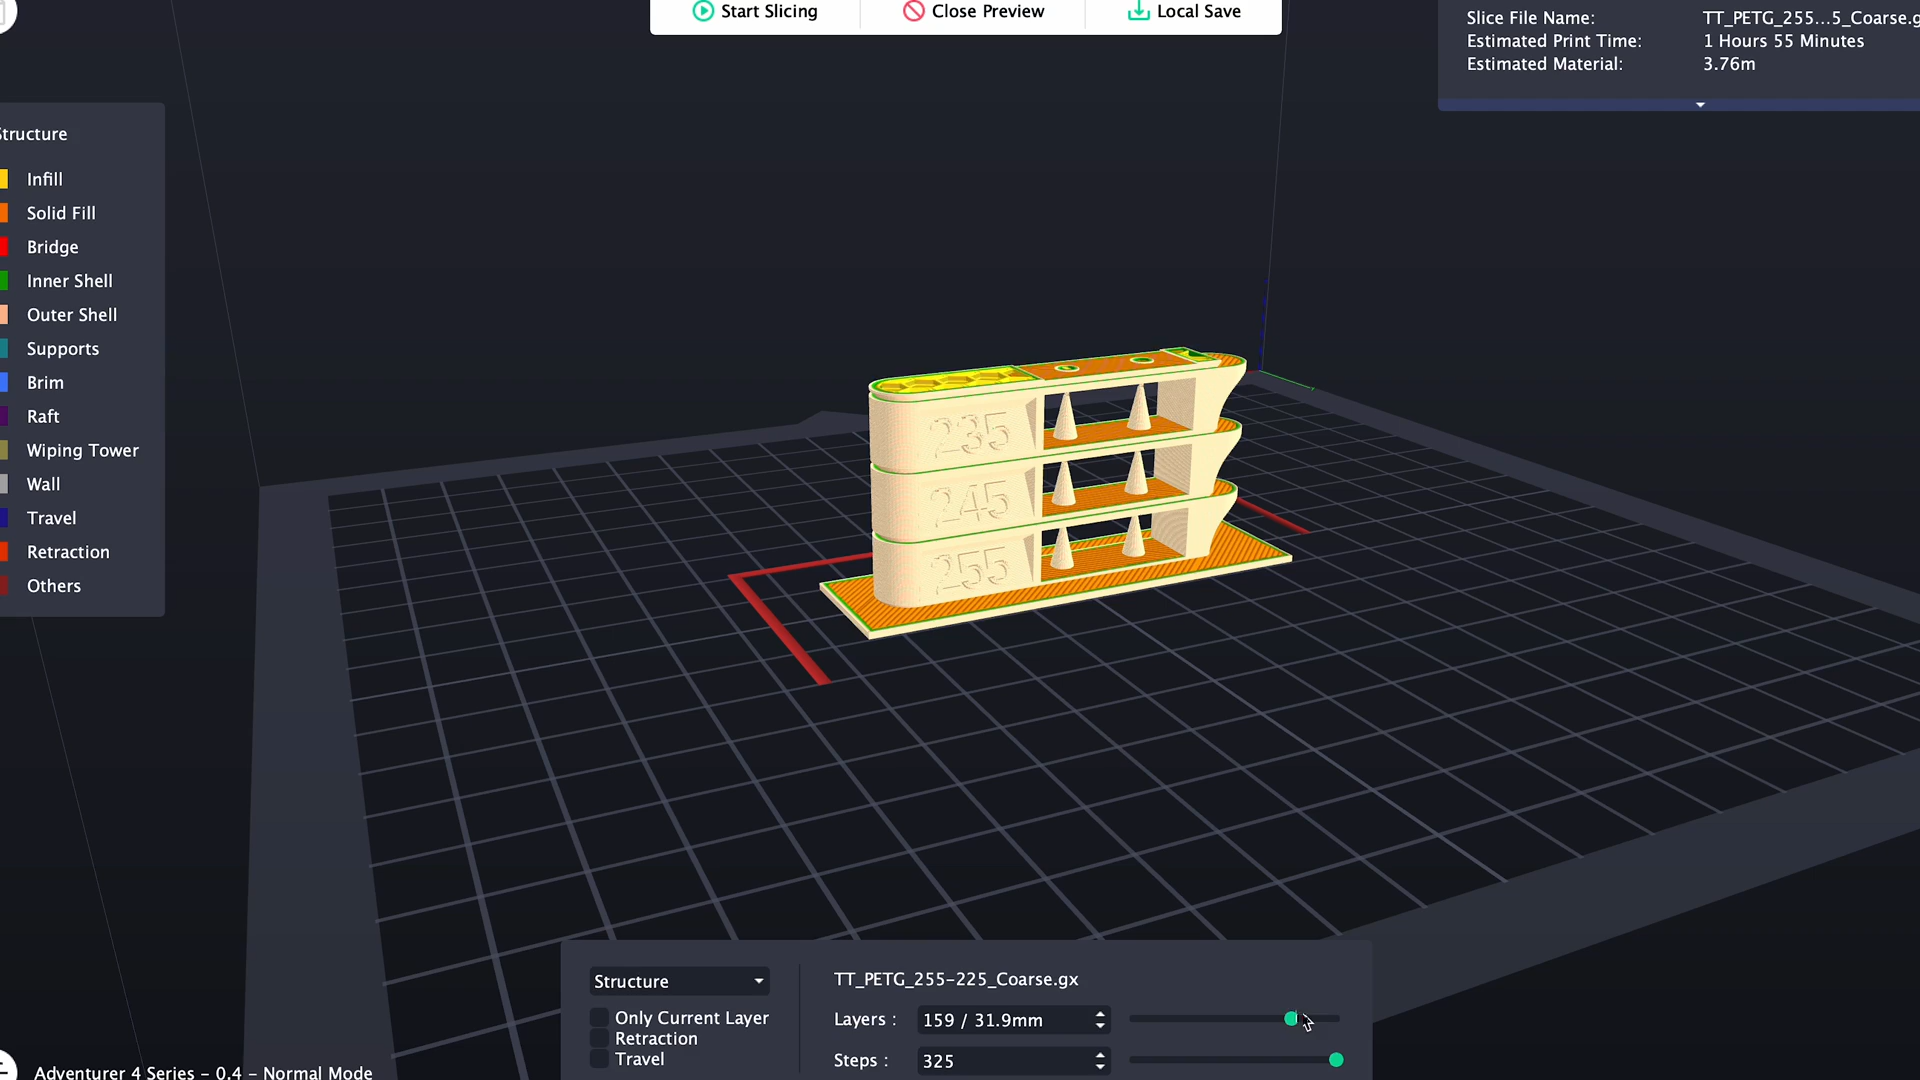 Start Slicing
Close Preview
Local Save
Slice File Name: TT_PETG_255...5_Coarse.g
Estimated Print Time: 1 Hours 55 Minutes
Estimated Material: 3.76m
Structure
Infill
Solid Fill
Bridge
Inner Shell
Outer Shell
Supports
Brim
Raft
Wiping Tower
Wall
Travel
Retraction
Others
235
245
255
Structure
Only Current Layer
Retraction
Travel
TT_PETG_255-225_Coarse.gx
Layers : 159 / 31.9mm
Steps : 325
Adventurer 4 Series - 0.4 - Normal Mode